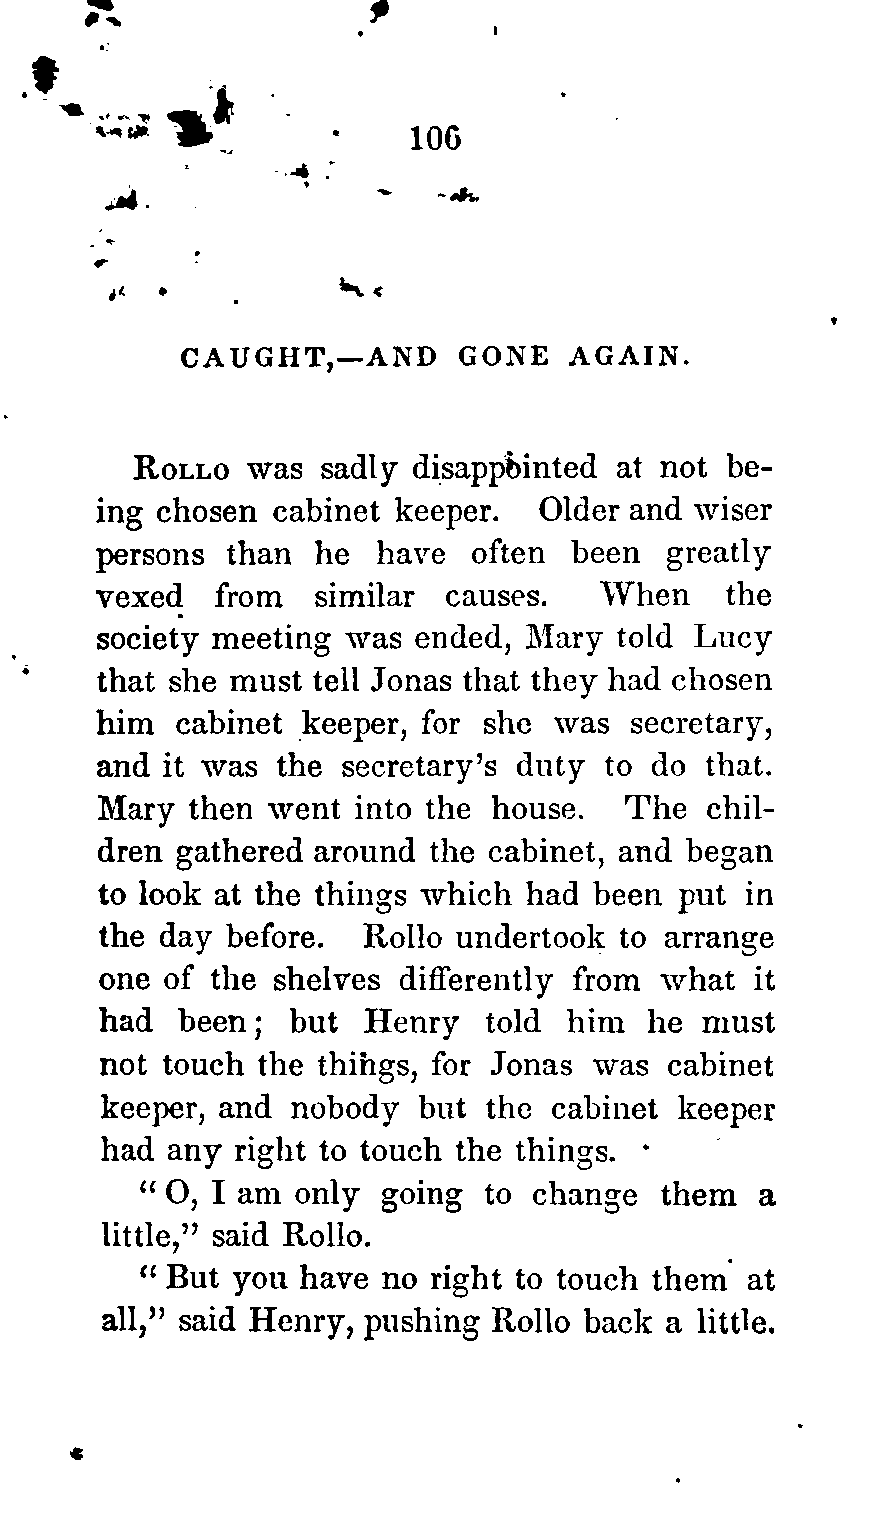 106
CAUGHT,—AND GONE AGAIN.
ROLLO was sadly disappointed at not be-
ing chosen cabinet keeper. Older and wiser
persons than he have often been greatly
vexed from similar causes. When the
society meeting was ended, Mary told Lucy
that she must tell Jonas that they had chosen
him cabinet keeper, for she was secretary,
and it was the secretary's duty to do that.
Mary then went into the house. The chil-
dren gathered around the cabinet, and began
to look at the things which had been put in
the day before. Rollo undertook to arrange
one of the shelves differently from what it
had been; but Henry told him he must
not touch the things, for Jonas was cabinet
keeper, and nobody but the cabinet keeper
had any right to touch the things.
"O, I am only going to change them a
little," said Rollo.
"But you have no right to touch them at
all," said Henry, pushing Rollo back a little.